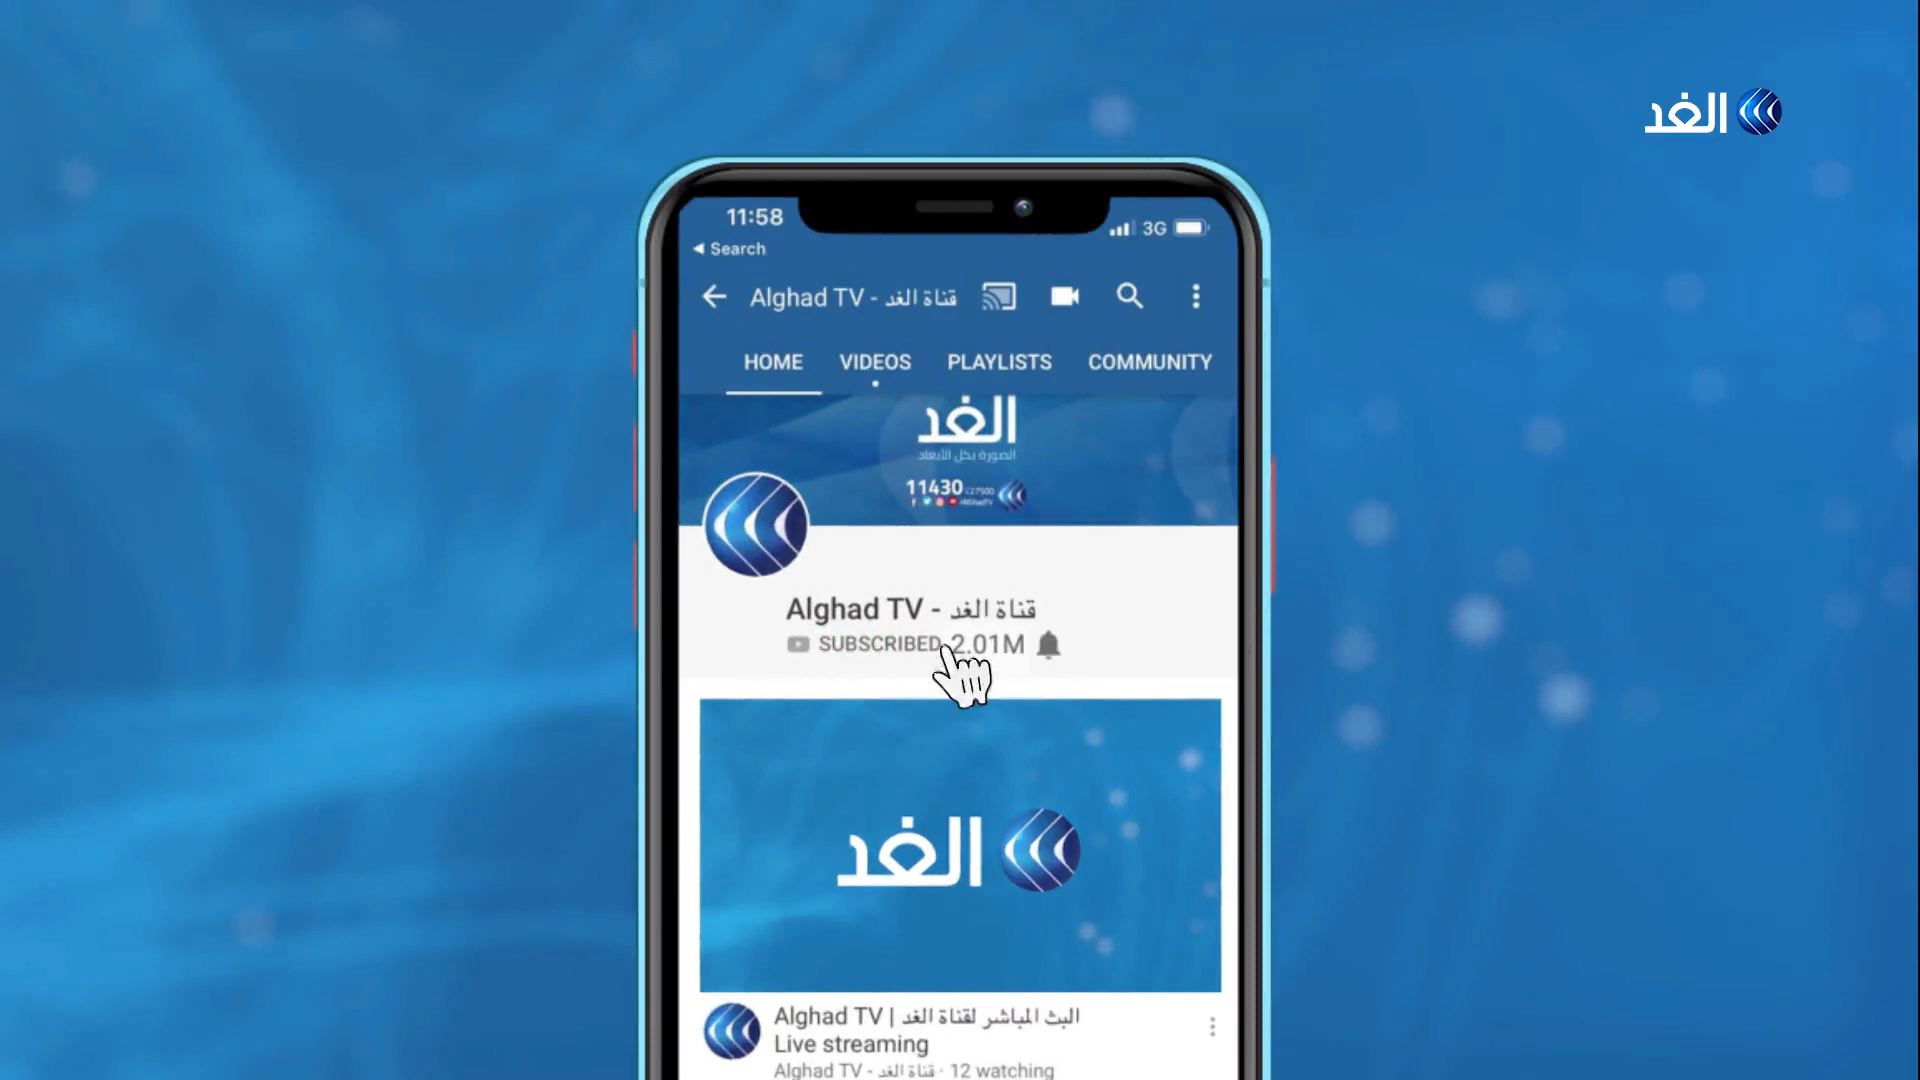 الغد
11:58
3G
Search
Alghad TV - قناة الغد
HOME VIDEOS PLAYLISTS COMMUNITY
الغد
الصورة بكل الأبعاد
11430
27500
Alghad TV - قناة الغد
SUBSCRIBED 2.01M
الغد
Alghad TV | البث المباشر لقناة الغد
Live streaming
Alghad TV - قناة الغد · 12 watching